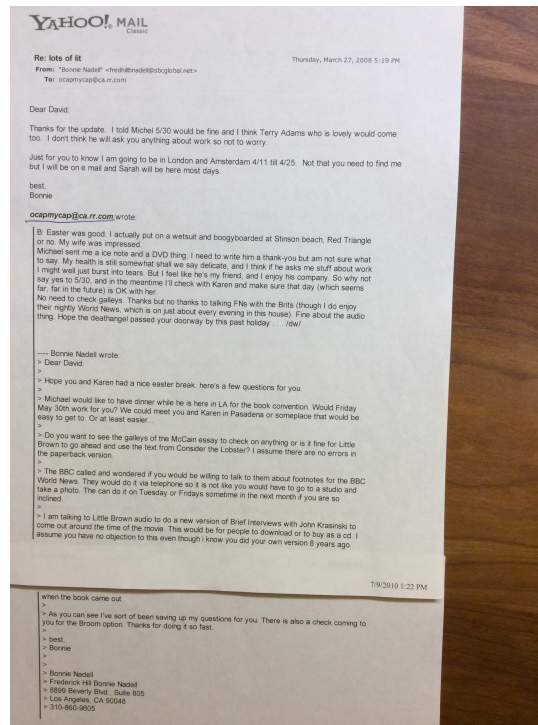 YAHOO! MAIL
Classic
Re: lots of lit
Thursday, March 27, 2008 5:19 PM
From: "Bonnie Nadell" <fredhillbnadell@sbcglobal.net>
To: ocapmycap@ca.rr.com
Dear David:
Thanks for the update. I told Michel 5/30 would be fine and I think Terry Adams who is lovely would come
too. I don't think he will ask you anything about work so not to worry.
Just for you to know I am going to be in London and Amsterdam 4/11 till 4/25. Not that you need to find me
but I will be on e mail and Sarah will be here most days.
best,
Bonnie
ocapmycap@ca.rr.com wrote:
B: Easter was good. I actually put on a wetsuit and boogyboarded at Stinson beach, Red Triangle
or no. My wife was impressed.
Michael sent me a ice note and a DVD thing; I need to write him a thank-you but am not sure what
to say. My health is still somewhat shall we say delicate, and I think if he asks me stuff about work
I might well just burst into tears. But I feel like he's my friend, and I enjoy his company. So why not
say yes to 5/30, and in the meantime I'll check with Karen and make sure that day (which seems
far, far in the future) is OK with her.
No need to check galleys. Thanks but no thanks to talking FNs with the Brits (though I do enjoy
their nightly World News, which is on just about every evening in this house). Fine about the audio
thing. Hope the deathangel passed your doorway by this past holiday . . . /dw/
---- Bonnie Nadell wrote:
> Dear David:
>
> Hope you and Karen had a nice easter break. here's a few questions for you.
>
> Michael would like to have dinner while he is here in LA for the book convention. Would Friday
May 30th work for you? We could meet you and Karen in Pasadena or someplace that would be
easy to get to. Or at least easier...
>
> Do you want to see the galleys of the McCain essay to check on anything or is it fine for Little
Brown to go ahead and use the text from Consider the Lobster? I assume there are no errors in
the paperback version.
>
> The BBC called and wondered if you would be willing to talk to them about footnotes for the BBC
World News. They would do it via telephone so it is not like you would have to go to a studio and
take a photo. The can do it on Tuesday or Fridays sometime in the next month if you are so
inclined.
>
> I am talking to Little Brown audio to do a new version of Brief Interviews with John Krasinski to
come out around the time of the movie. This would be for people to download or to buy as a cd. I
assume you have no objection to this even though i know you did your own version 8 years ago
7/9/2010 1:22 PM
when the book came out.
>
> As you can see I've sort of been saving up my questions for you. There is also a check coming to
you for the Broom option. Thanks for doing it so fast.
>
> best,
> Bonnie
>
>
> Bonnie Nadell
> Frederick Hill Bonnie Nadell
> 8899 Beverly Blvd., Suite 805
> Los Angeles, CA 90048
> 310-860-9605